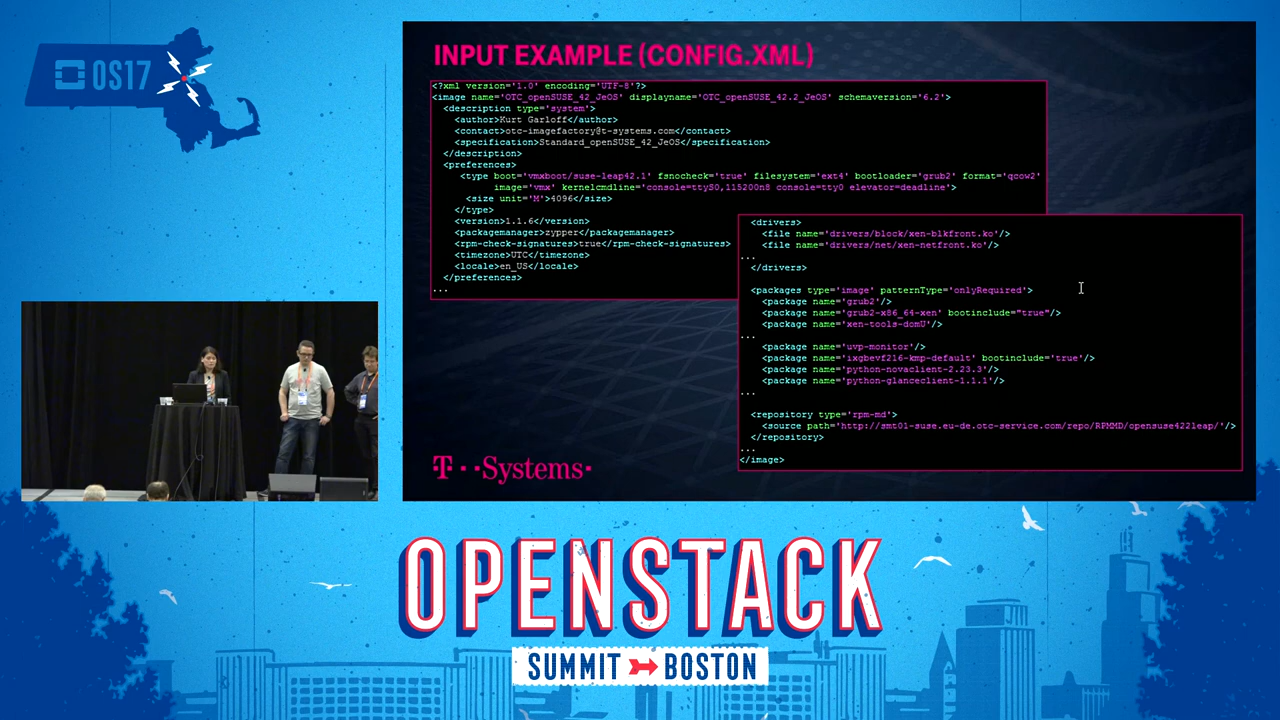 OS17
INPUT EXAMPLE (CONFIG.XML)
<?xml version='1.0' encoding='UTF-8'?>
<image name='OTC_openSUSE_42_JeOS' displayname='OTC_openSUSE_42.2_JeOS' schemaversion='6.2'>
<description type='system'>
<author>Kurt Garloff</author>
<contact>otc-imagefactory@t-systems.com</contact>
<specification>Standard_openSUSE_42_JeOS</specification>
</description>
<preferences>
<type boot='vmxboot/suse-leap42.1' fsnocheck='true' filesystem='ext4' bootloader='grub2' format='qcow2'
image='vmx' kernelcmdline='console=ttyS0,115200n8 console=tty0 elevator=deadline'>
<size unit='M'>4096</size>
</type>
<version>1.1.6</version>
<packagemanager>zypper</packagemanager>
<rpm-check-signatures>true</rpm-check-signatures>
<timezone>UTC</timezone>
<locale>en_US</locale>
</preferences>
...
<drivers>
<file name='drivers/block/xen-blkfront.ko'/>
<file name='drivers/net/xen-netfront.ko'/>
...
</drivers>
<packages type='image' patternType='onlyRequired'>
<package name='grub2'/>
<package name='grub2-x86_64-xen' bootinclude="true"/>
<package name='xen-tools-domU'/>
...
<package name='uvp-monitor'/>
<package name='ixgbevf216-kmp-default' bootinclude='true'/>
<package name='python-novaclient-2.23.3'/>
<package name='python-glanceclient-1.1.1'/>
...
<repository type='rpm-md'>
<source path='http://smt01-suse.eu-de.otc-service.com/repo/RPMMD/opensuse422leap/'/>
</repository>
...
</image>
T··Systems·
OPENSTACK
SUMMIT BOSTON